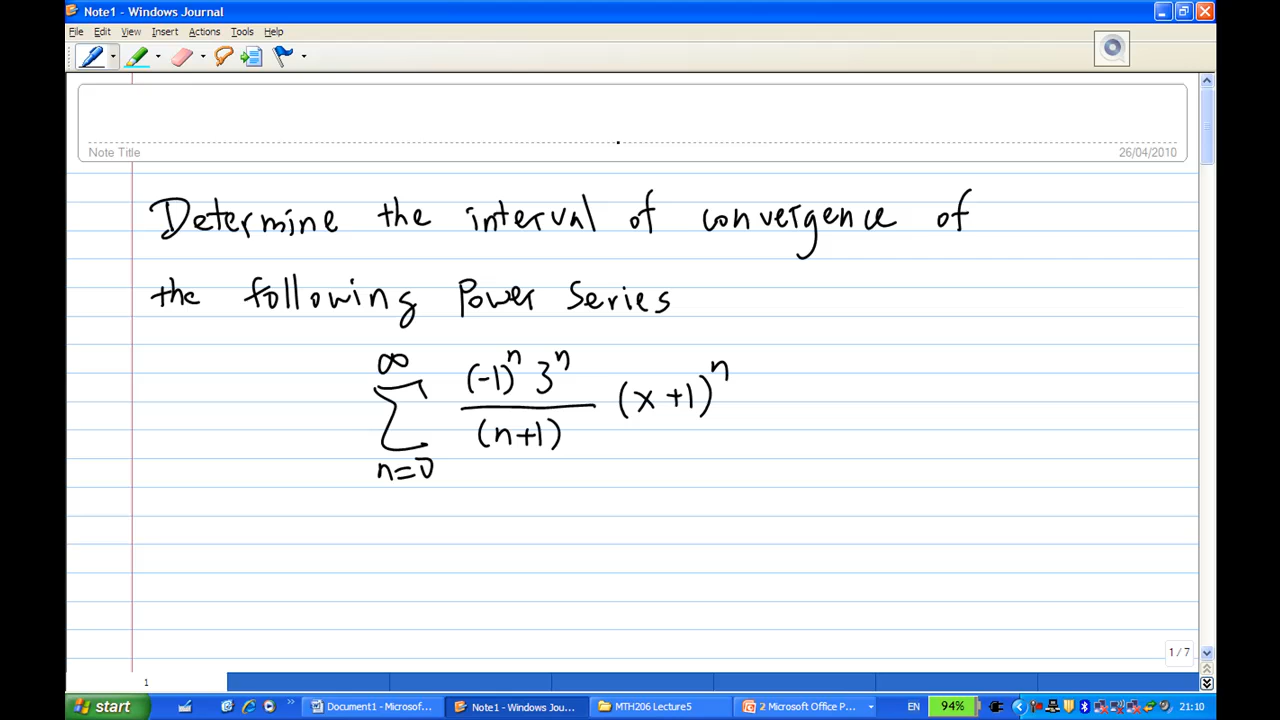 Note1 - Windows Journal
File Edit View Insert Actions Tools Help
Note Title
26/04/2010
Determine the interval of convergence of
the following Power Series
∞
(-1)^n 3^n
∑ ――― (x+1)^n
(n+1)
n=0
1 / 7
1
start
Document1 - Microsof...
Note1 - Windows Jou...
MTH206 Lecture5
2 Microsoft Office P...
EN
94%
21:10